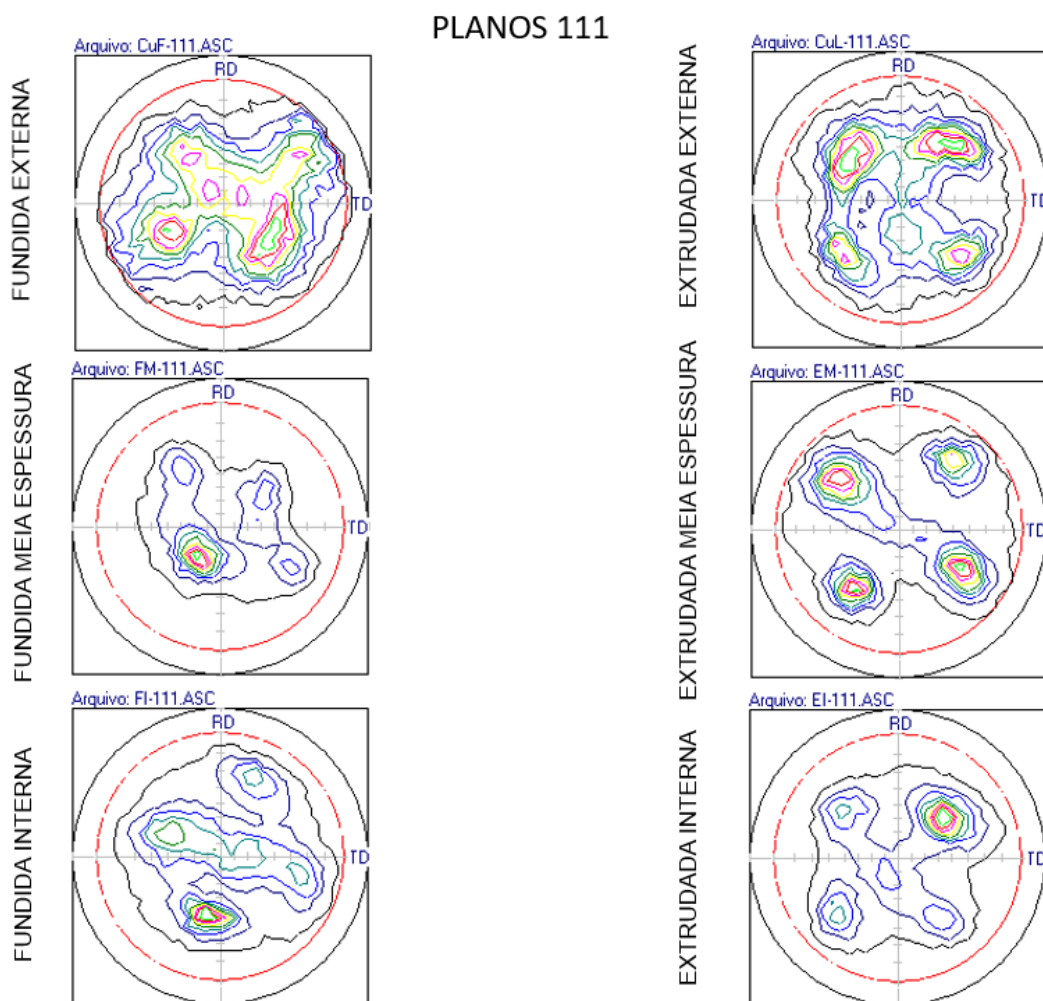 PLANOS 111
FUNDIDA EXTERNA
Arquivo: CuF-111.ASC
RD
TD
EXTRUDADA EXTERNA
Arquivo: CuL-111.ASC
RD
TD
FUNDIDA MEIA ESPESSURA
Arquivo: FM-111.ASC
RD
TD
EXTRUDADA MEIA ESPESSURA
Arquivo: EM-111.ASC
RD
TD
FUNDIDA INTERNA
Arquivo: FI-111.ASC
RD
TD
EXTRUDADA INTERNA
Arquivo: EI-111.ASC
RD
TD